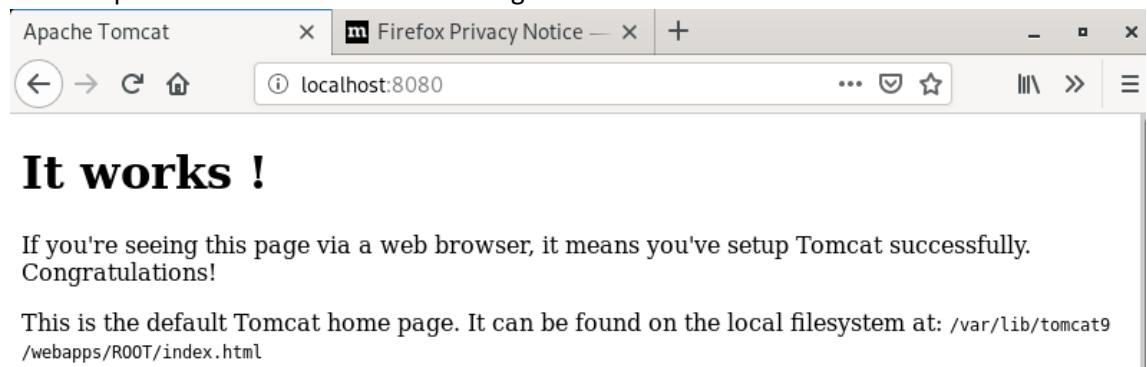 Apache Tomcat
Firefox Privacy Notice —
localhost:8080
It works !
If you're seeing this page via a web browser, it means you've setup Tomcat successfully.
Congratulations!
This is the default Tomcat home page. It can be found on the local filesystem at: /var/lib/tomcat9
/webapps/ROOT/index.html